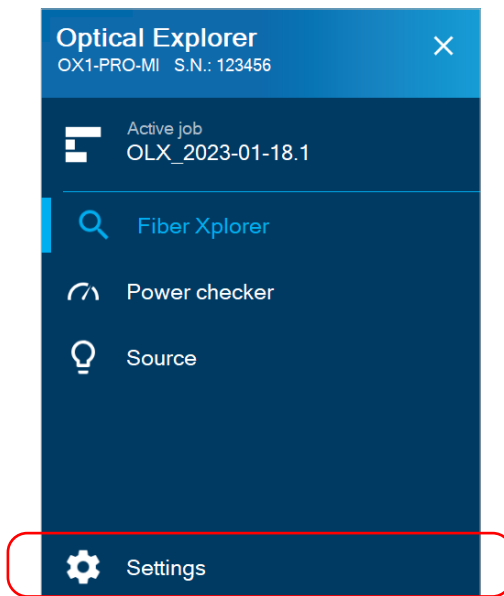 Optical Explorer
OX1-PRO-MI S.N.: 123456
Active job
OLX_2023-01-18.1
Fiber Xplorer
Power checker
Source
Settings